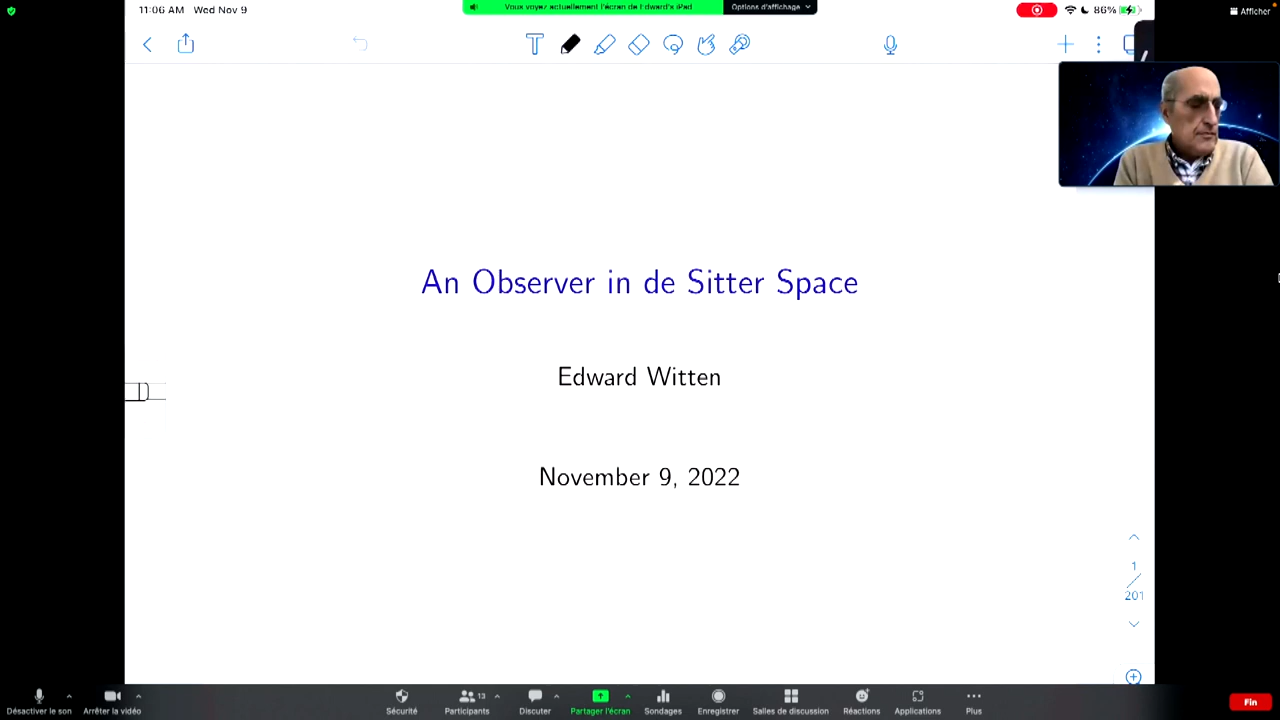 11:06 AM Wed Nov 9
Vous voyez actuellement l'écran de Edward's iPad
Options d'affichage
86%
Afficher
An Observer in de Sitter Space
Edward Witten
November 9, 2022
1
201
Désactiver le son
Arrêter la vidéo
Sécurité
13
Participants
Discuter
Partager l'écran
Sondages
Enregistrer
Salles de discussion
Réactions
Applications
Plus
Fin